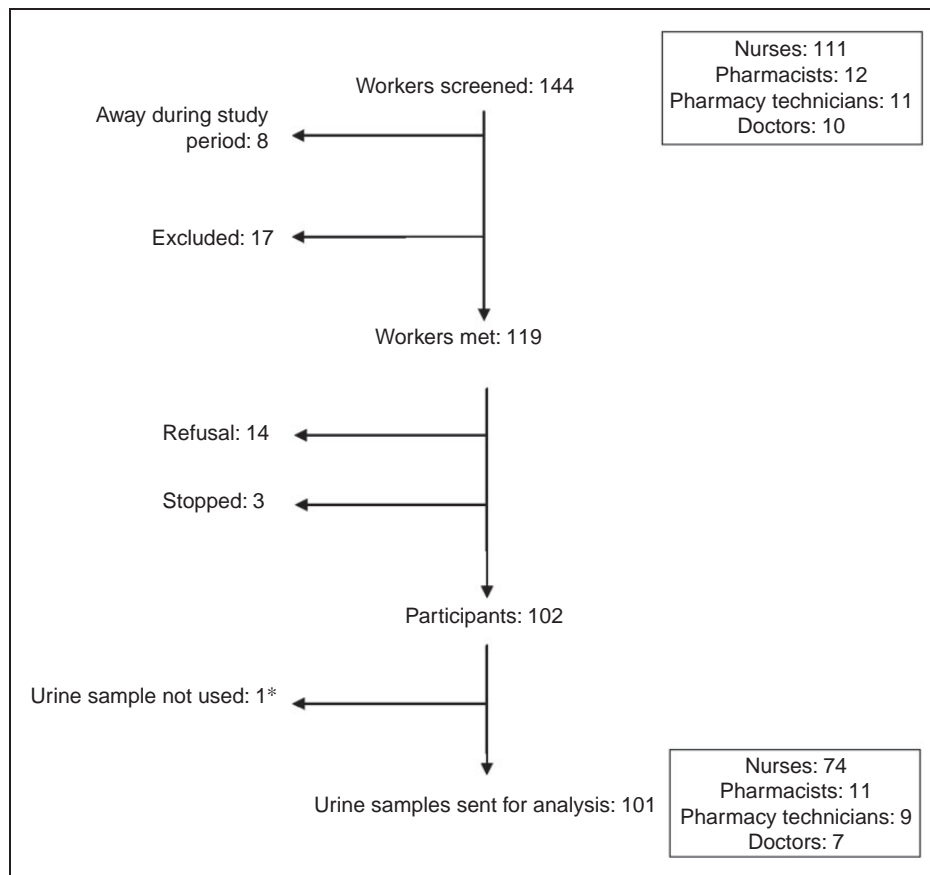 Nurses: 111
Pharmacists: 12
Pharmacy technicians: 11
Doctors: 10
Workers screened: 144
Away during study
period: 8
Excluded: 17
Workers met: 119
Refusal: 14
Stopped: 3
Participants: 102
Urine sample not used: 1*
Nurses: 74
Pharmacists: 11
Pharmacy technicians: 9
Doctors: 7
Urine samples sent for analysis: 101